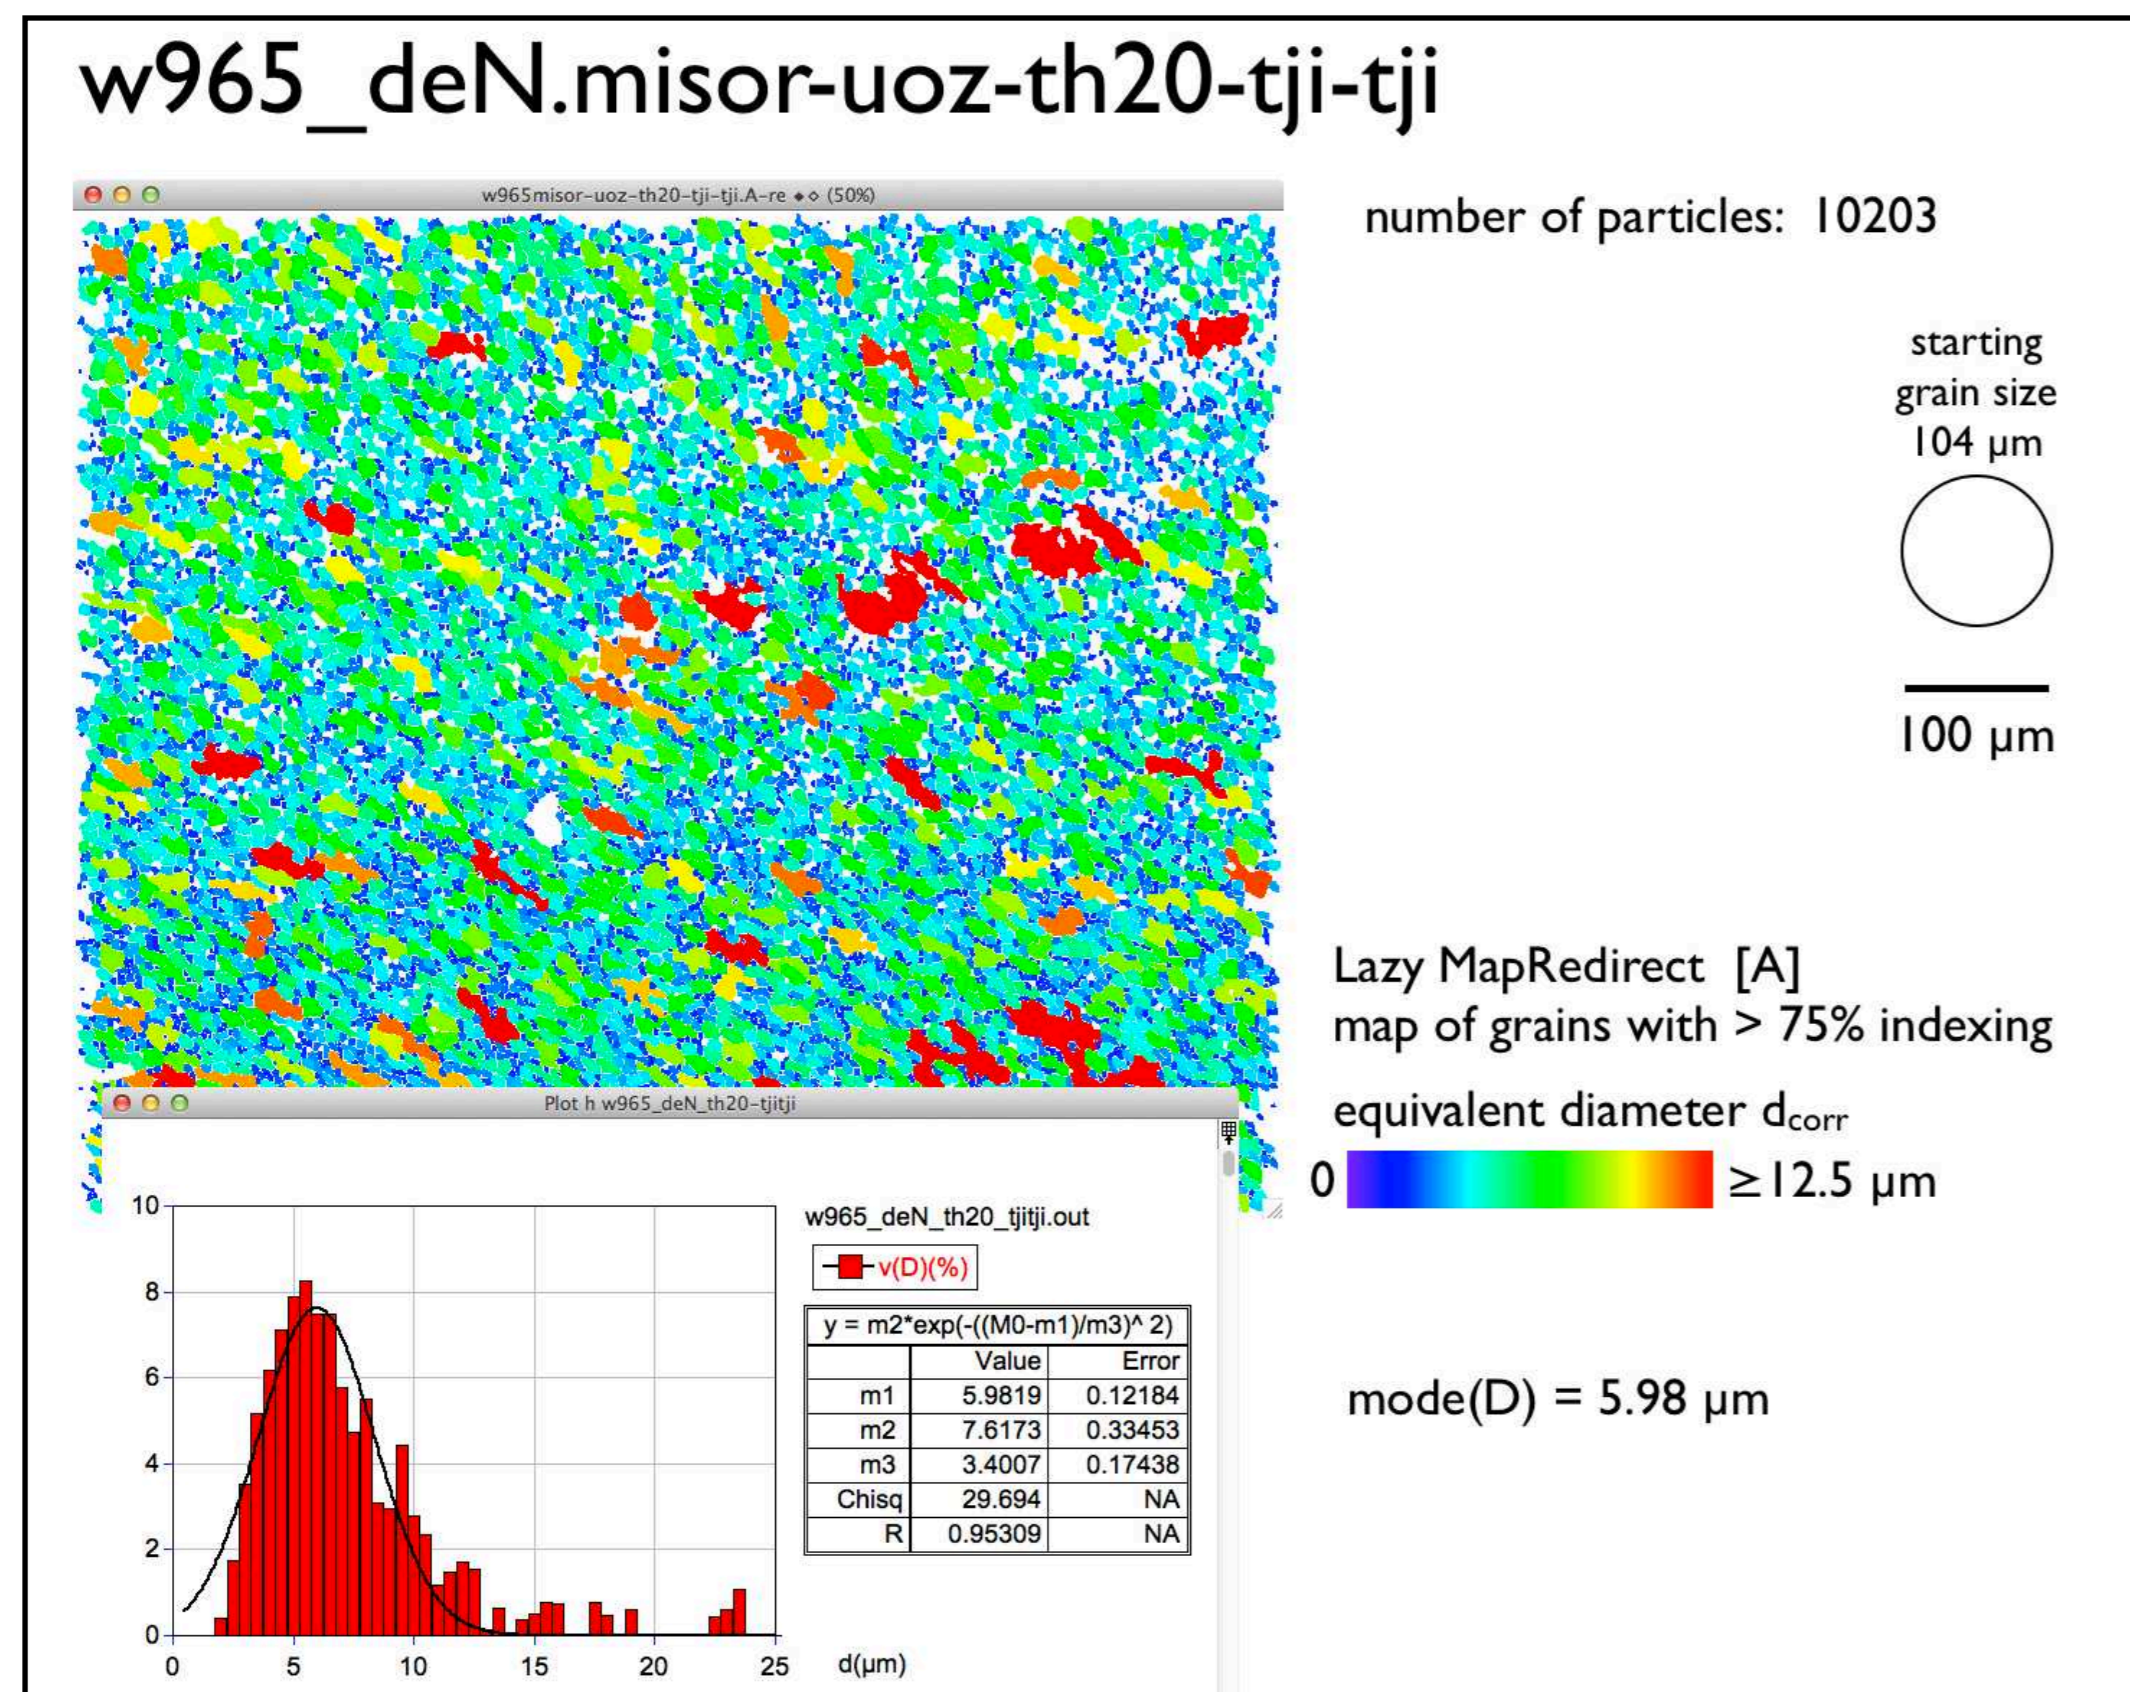 w965_deN.misor-uoz-th20-tji-tji
w965misor-uoz-th20-tji-tji.A-re ◆◇ (50%)
number of particles: 10203
starting
grain size
104 µm
100 µm
Lazy MapRedirect [A]
map of grains with > 75% indexing
equivalent diameter dcorr
0 ≥12.5 µm
mode(D) = 5.98 µm
Plot h w965_deN_th20-tjitji
10
8
6
4
2
0
0 5 10 15 20 25 d(µm)
w965_deN_th20_tjitji.out
v(D)(%)
y = m2*exp(-((M0-m1)/m3)^ 2)
Value Error
m1 5.9819 0.12184
m2 7.6173 0.33453
m3 3.4007 0.17438
Chisq 29.694 NA
R 0.95309 NA